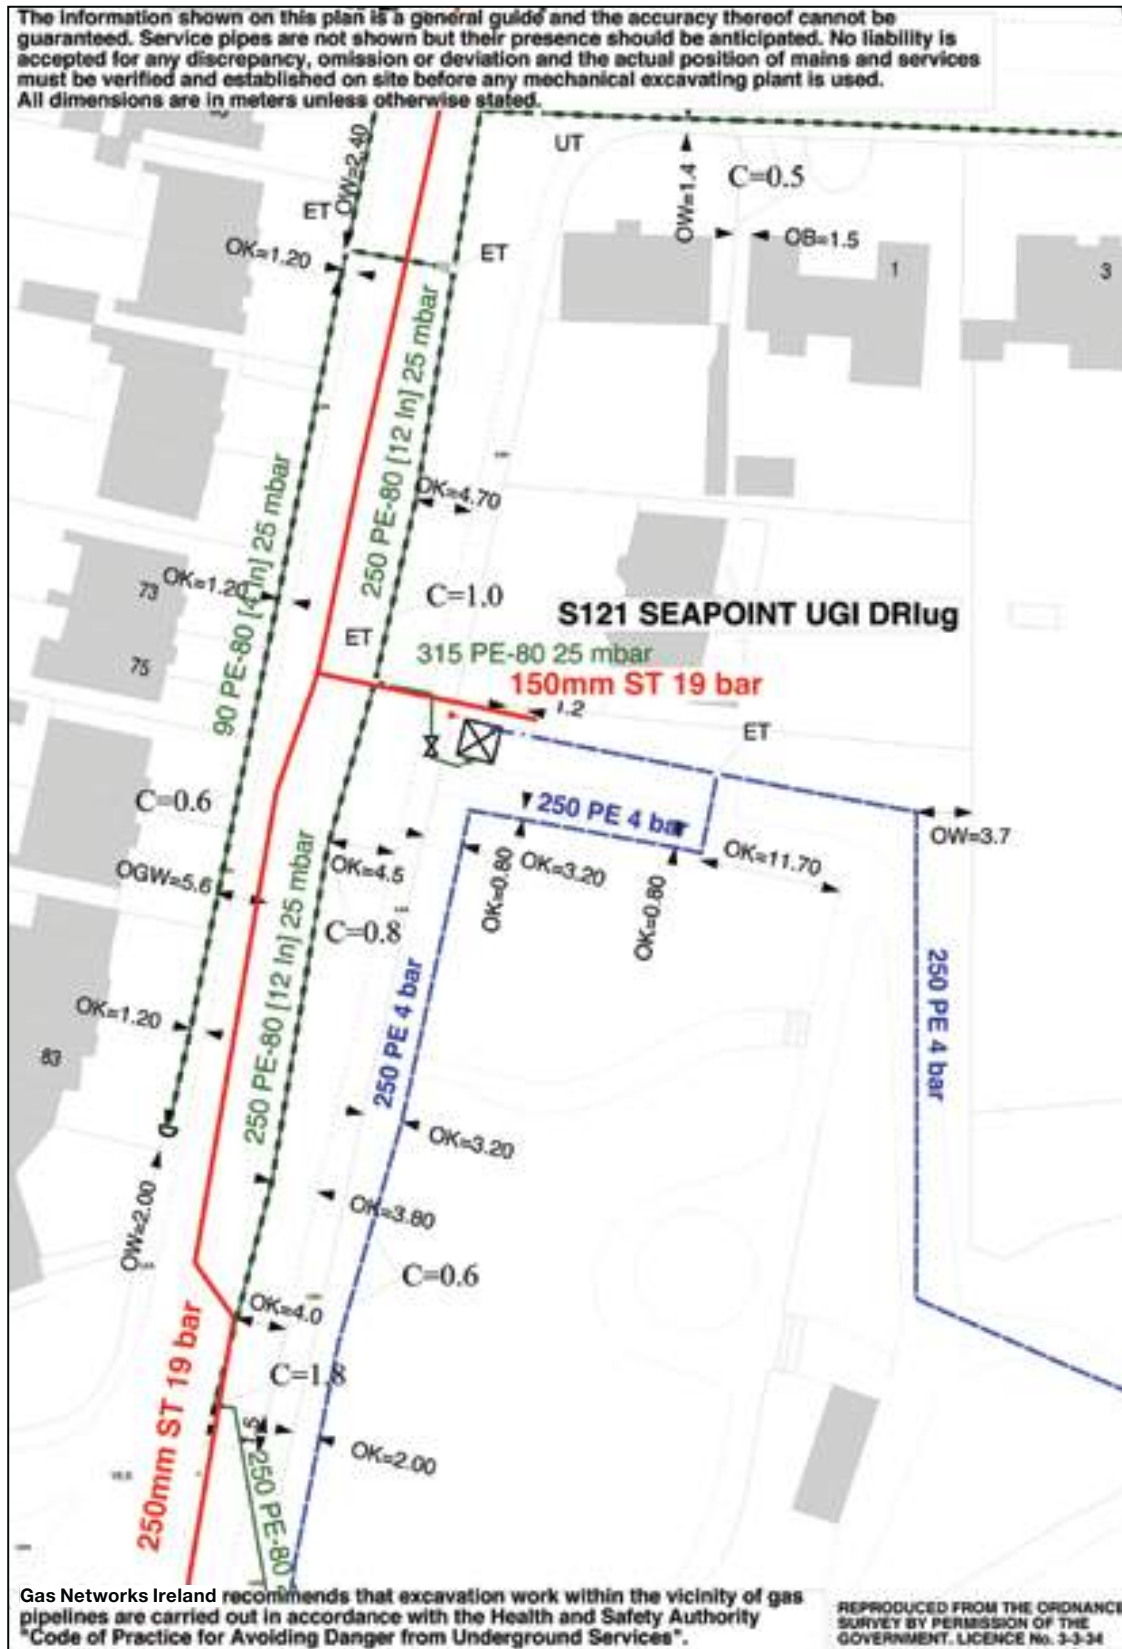 The information shown on this plan is a general guide and the accuracy thereof cannot be
guaranteed. Service pipes are not shown but their presence should be anticipated. No liability is
accepted for any discrepancy, omission or deviation and the actual position of mains and services
must be verified and established on site before any mechanical excavating plant is used.
All dimensions are in meters unless otherwise stated.
OW=2.40
UT
OW=1.4
C=0.5
ET
OK=1.20
ET
OB=1.5
1
3
250 PE-80 [12 In] 25 mbar
90 PE-80 [4 In] 25 mbar
OK=4.70
73
OK=1.20
C=1.0
S121 SEAPOINT UGI DRlug
ET
75
315 PE-80 25 mbar
150mm ST 19 bar
1.2
ET
C=0.6
250 PE 4 bar
OW=3.7
OGW=5.6
OK=4.5
OK=0.80
OK=3.20
OK=0.80
OK=11.70
C=0.8
250 PE-80 [12 In] 25 mbar
250 PE 4 bar
250 PE 4 bar
OK=1.20
83
OK=3.20
OW=2.00
OK=3.80
C=0.6
OK=4.0
250mm ST 19 bar
C=1.8
1.5
OK=2.00
250 PE-80
Gas Networks Ireland recommends that excavation work within the vicinity of gas
pipelines are carried out in accordance with the Health and Safety Authority
"Code of Practice for Avoiding Danger from Underground Services".
REPRODUCED FROM THE ORDNANCE
SURVEY BY PERMISSION OF THE
GOVERNMENT. LICENCE No. 3-3-34